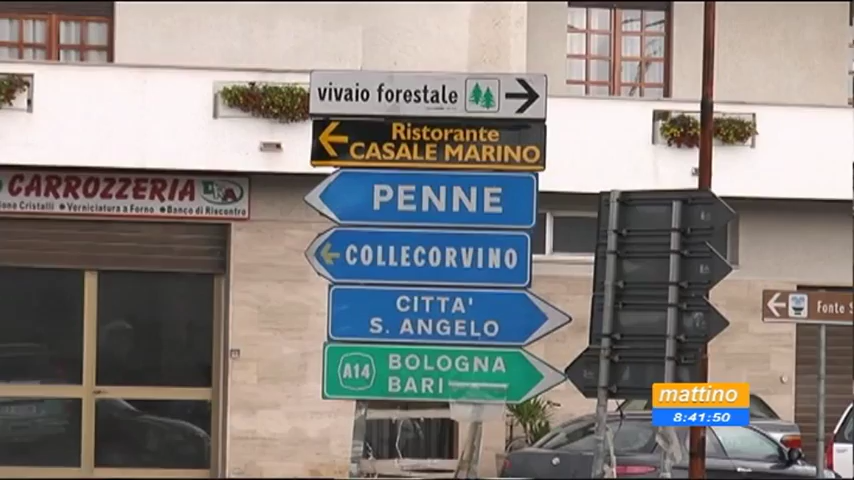 vivaio forestale
Ristorante
CASALE MARINO
PENNE
COLLECORVINO
CITTA'
S. ANGELO
A14
BOLOGNA
BARI
CARROZZERIA
Cristalli • Verniciatura a Forno • Banco di Riscontro
Fonte
mattino
8:41:50